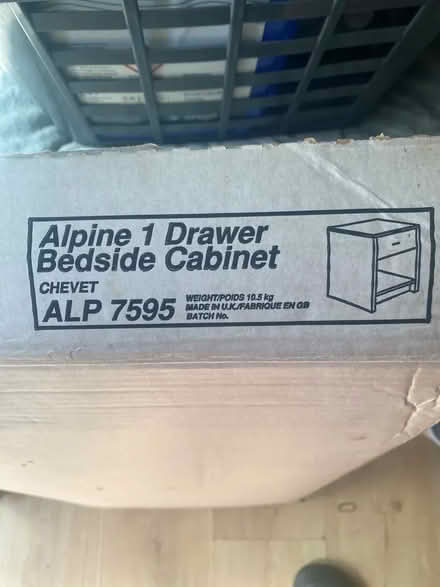 Alpine 1 Drawer
Bedside Cabinet
CHEVET
ALP 7595
WEIGHT/POIDS 10.5 kg
MADE IN U.K./FABRIQUE EN GB
BATCH No.